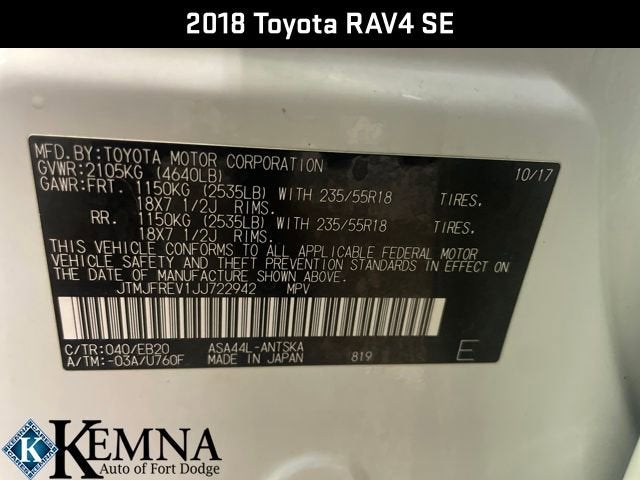 2018 Toyota RAV4 SE
MFD.BY:TOYOTA MOTOR CORPORATION 10/17
GVWR:2105KG (4640LB)
GAWR:FRT. 1150KG (2535LB) WITH 235/55R18 TIRES.
18X7 1/2J RIMS.
RR. 1150KG (2535LB) WITH 235/55R18 TIRES.
18X7 1/2J RIMS.
THIS VEHICLE CONFORMS TO ALL APPLICABLE FEDERAL MOTOR
VEHICLE SAFETY AND THEFT PREVENTION STANDARDS IN EFFECT ON
THE DATE OF MANUFACTURE SHOWN ABOVE.
JTMJFREV1JJ722942 MPV
C/TR:040/EB20 ASA44L-ANTSKA
A/TM:-03A/U760F MADE IN JAPAN 819 E
KEMNA
Auto of Fort Dodge